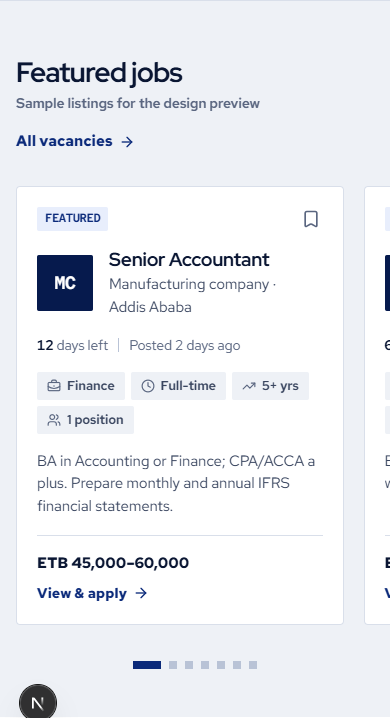 Featured jobs
Sample listings for the design preview
All vacancies →
FEATURED
MC
Senior Accountant
Manufacturing company ·
Addis Ababa
12 days left
Posted 2 days ago
Finance
Full-time
5+ yrs
1 position
BA in Accounting or Finance; CPA/ACCA a
plus. Prepare monthly and annual IFRS
financial statements.
ETB 45,000–60,000
View & apply →
N